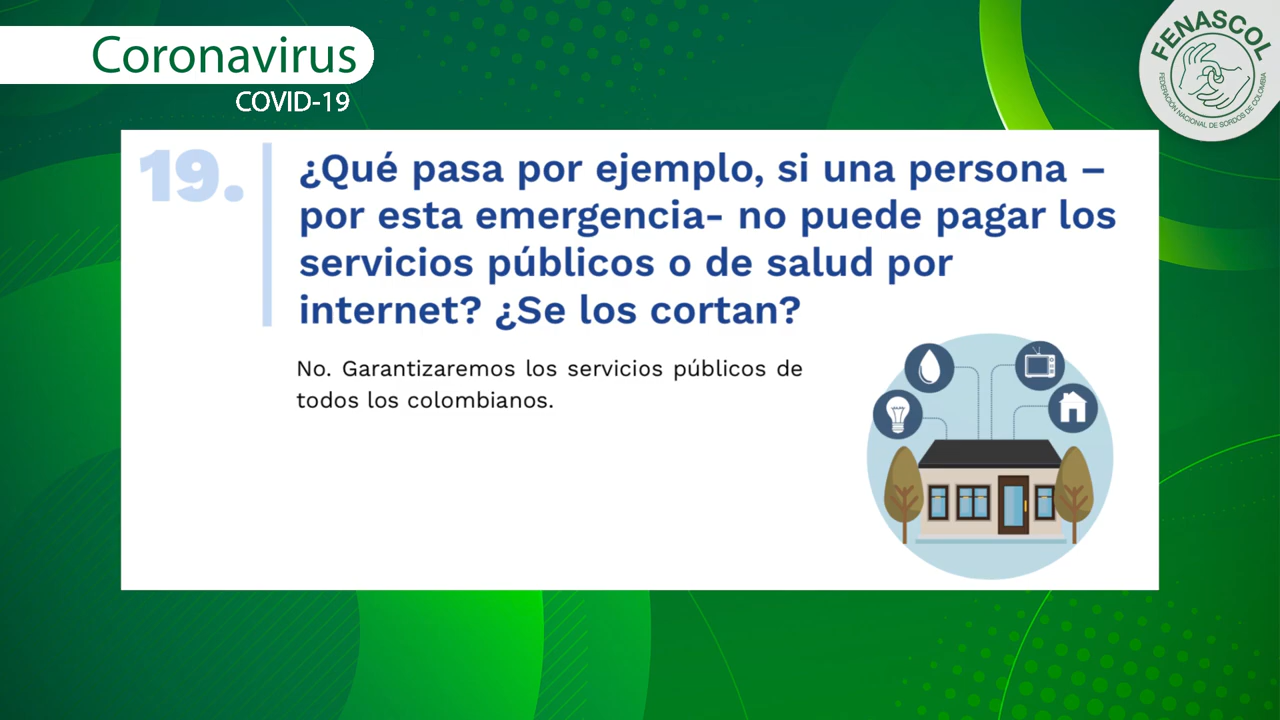 Coronavirus
COVID-19
FENASCOL
FEDERACIÓN NACIONAL DE SORDOS DE COLOMBIA
19.
¿Qué pasa por ejemplo, si una persona –
por esta emergencia- no puede pagar los
servicios públicos o de salud por
internet? ¿Se los cortan?
No. Garantizaremos los servicios públicos de
todos los colombianos.